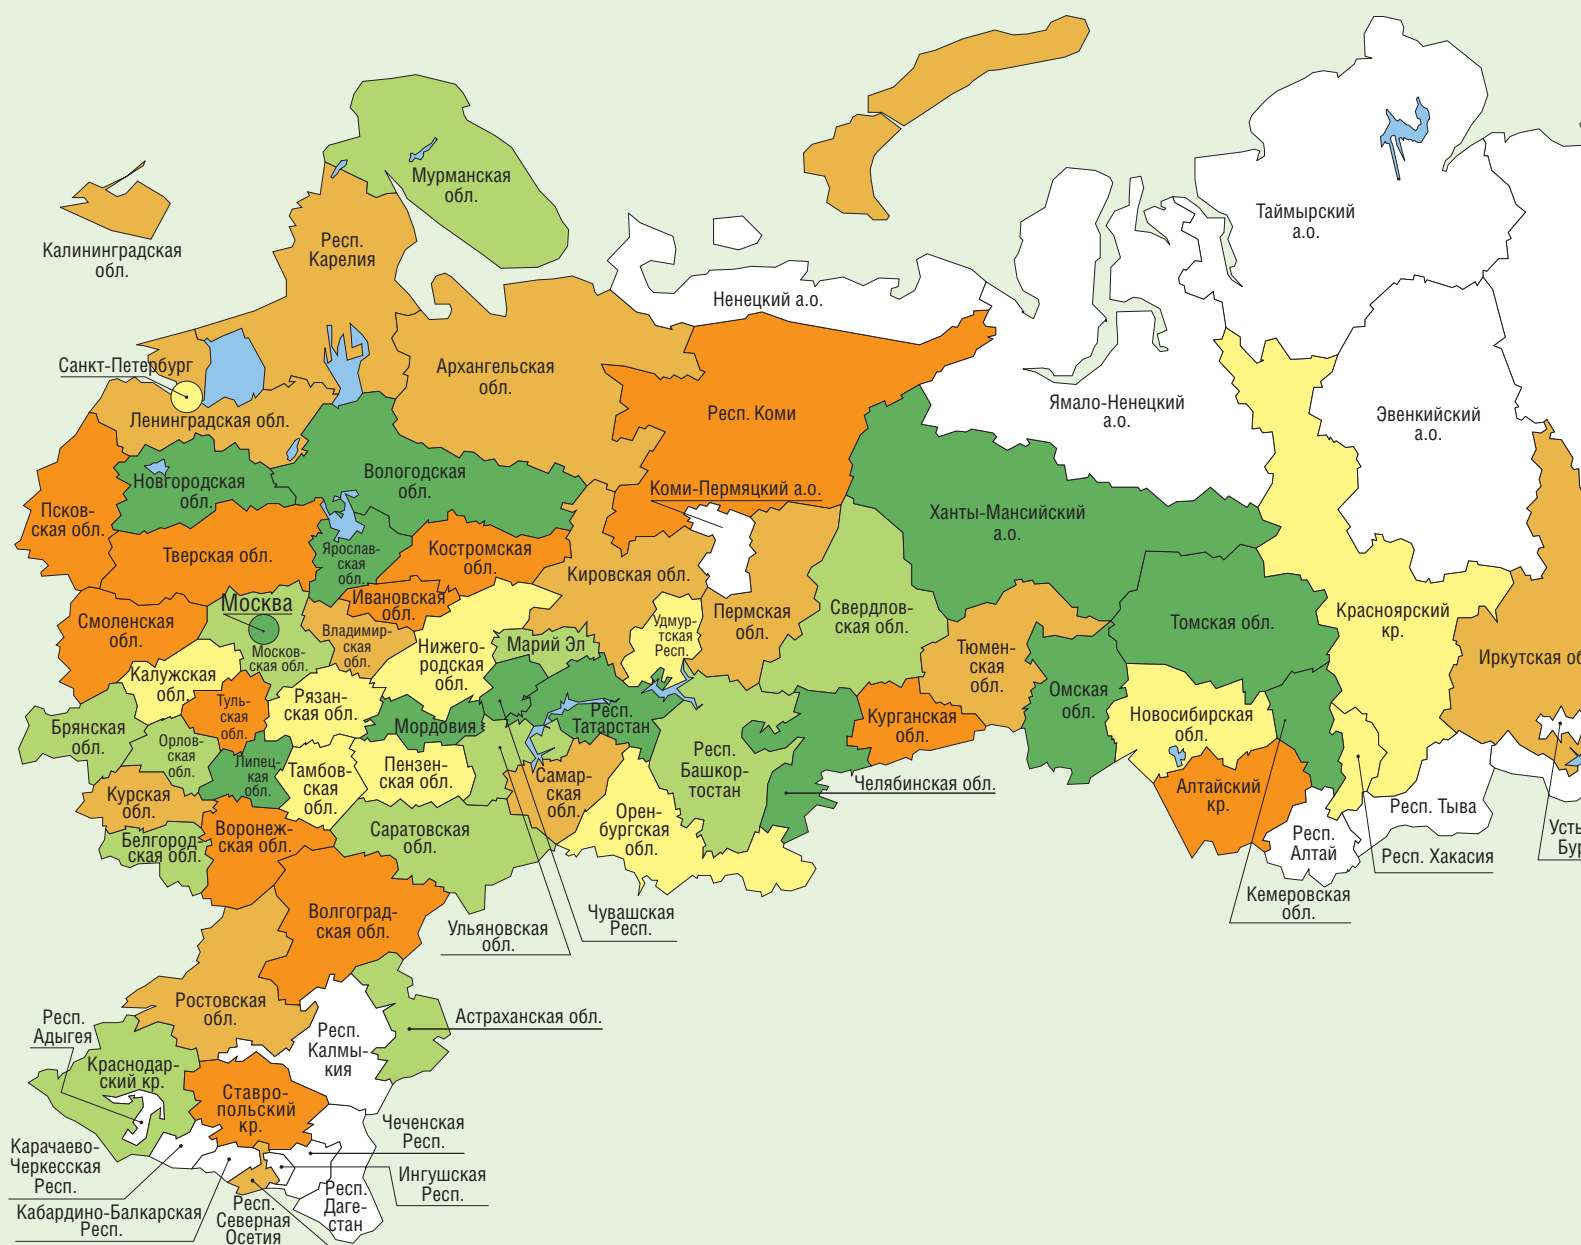 Мурманская
обл.
Калининградская
обл.
Респ.
Карелия
Таймырский
а.о.
Ненецкий а.о.
Санкт-Петербург
Архангельская
обл.
Ленинградская обл.
Респ. Коми
Ямало-Ненецкий
а.о.
Эвенкийский
а.о.
Новгородская
обл.
Вологодская
обл.
Коми-Пермяцкий а.о.
Псков-
ская обл.
Ханты-Мансийский
а.о.
Тверская обл.
Ярослав-
ская
обл.
Костромская
обл.
Кировская обл.
Ивановская
обл.
Москва
Смоленская
обл.
Владимир-
ская
обл.
Москов-
ская обл.
Нижего-
родская
обл.
Марий Эл
Удмур-
тская
Респ.
Пермская
обл.
Свердлов-
ская обл.
Красноярский
кр.
Томская обл.
Тюмен-
ская
обл.
Иркутская об
Калужская
обл.
Туль-
ская
обл.
Рязан-
ская обл.
Омская
обл.
Новосибирская
обл.
Брянская
обл.
Орлов-
ская
обл.
Мордовия
Респ.
Татарстан
Курганская
обл.
Липец-
кая
обл.
Тамбов-
ская
обл.
Пензен-
ская обл.
Самар-
ская
обл.
Респ.
Башкор-
тостан
Челябинская обл.
Алтайский
кр.
Курская
обл.
Респ. Тыва
Белгород-
ская обл.
Воронеж-
ская обл.
Саратовская
обл.
Орен-
бургская
обл.
Респ.
Алтай
Респ. Хакасия
Усть
Бур
Кемеровская
обл.
Волгоград-
ская обл.
Ульяновская
обл.
Чувашская
Респ.
Ростовская
обл.
Астраханская обл.
Респ.
Адыгея
Респ.
Калмы-
кия
Краснодар-
ский кр.
Ставро-
польский
кр.
Чеченская
Респ.
Карачаево-
Черкесская
Респ.
Ингушская
Респ.
Кабардино-Балкарская
Респ.
Респ.
Северная
Осетия
Респ.
Даге-
стан